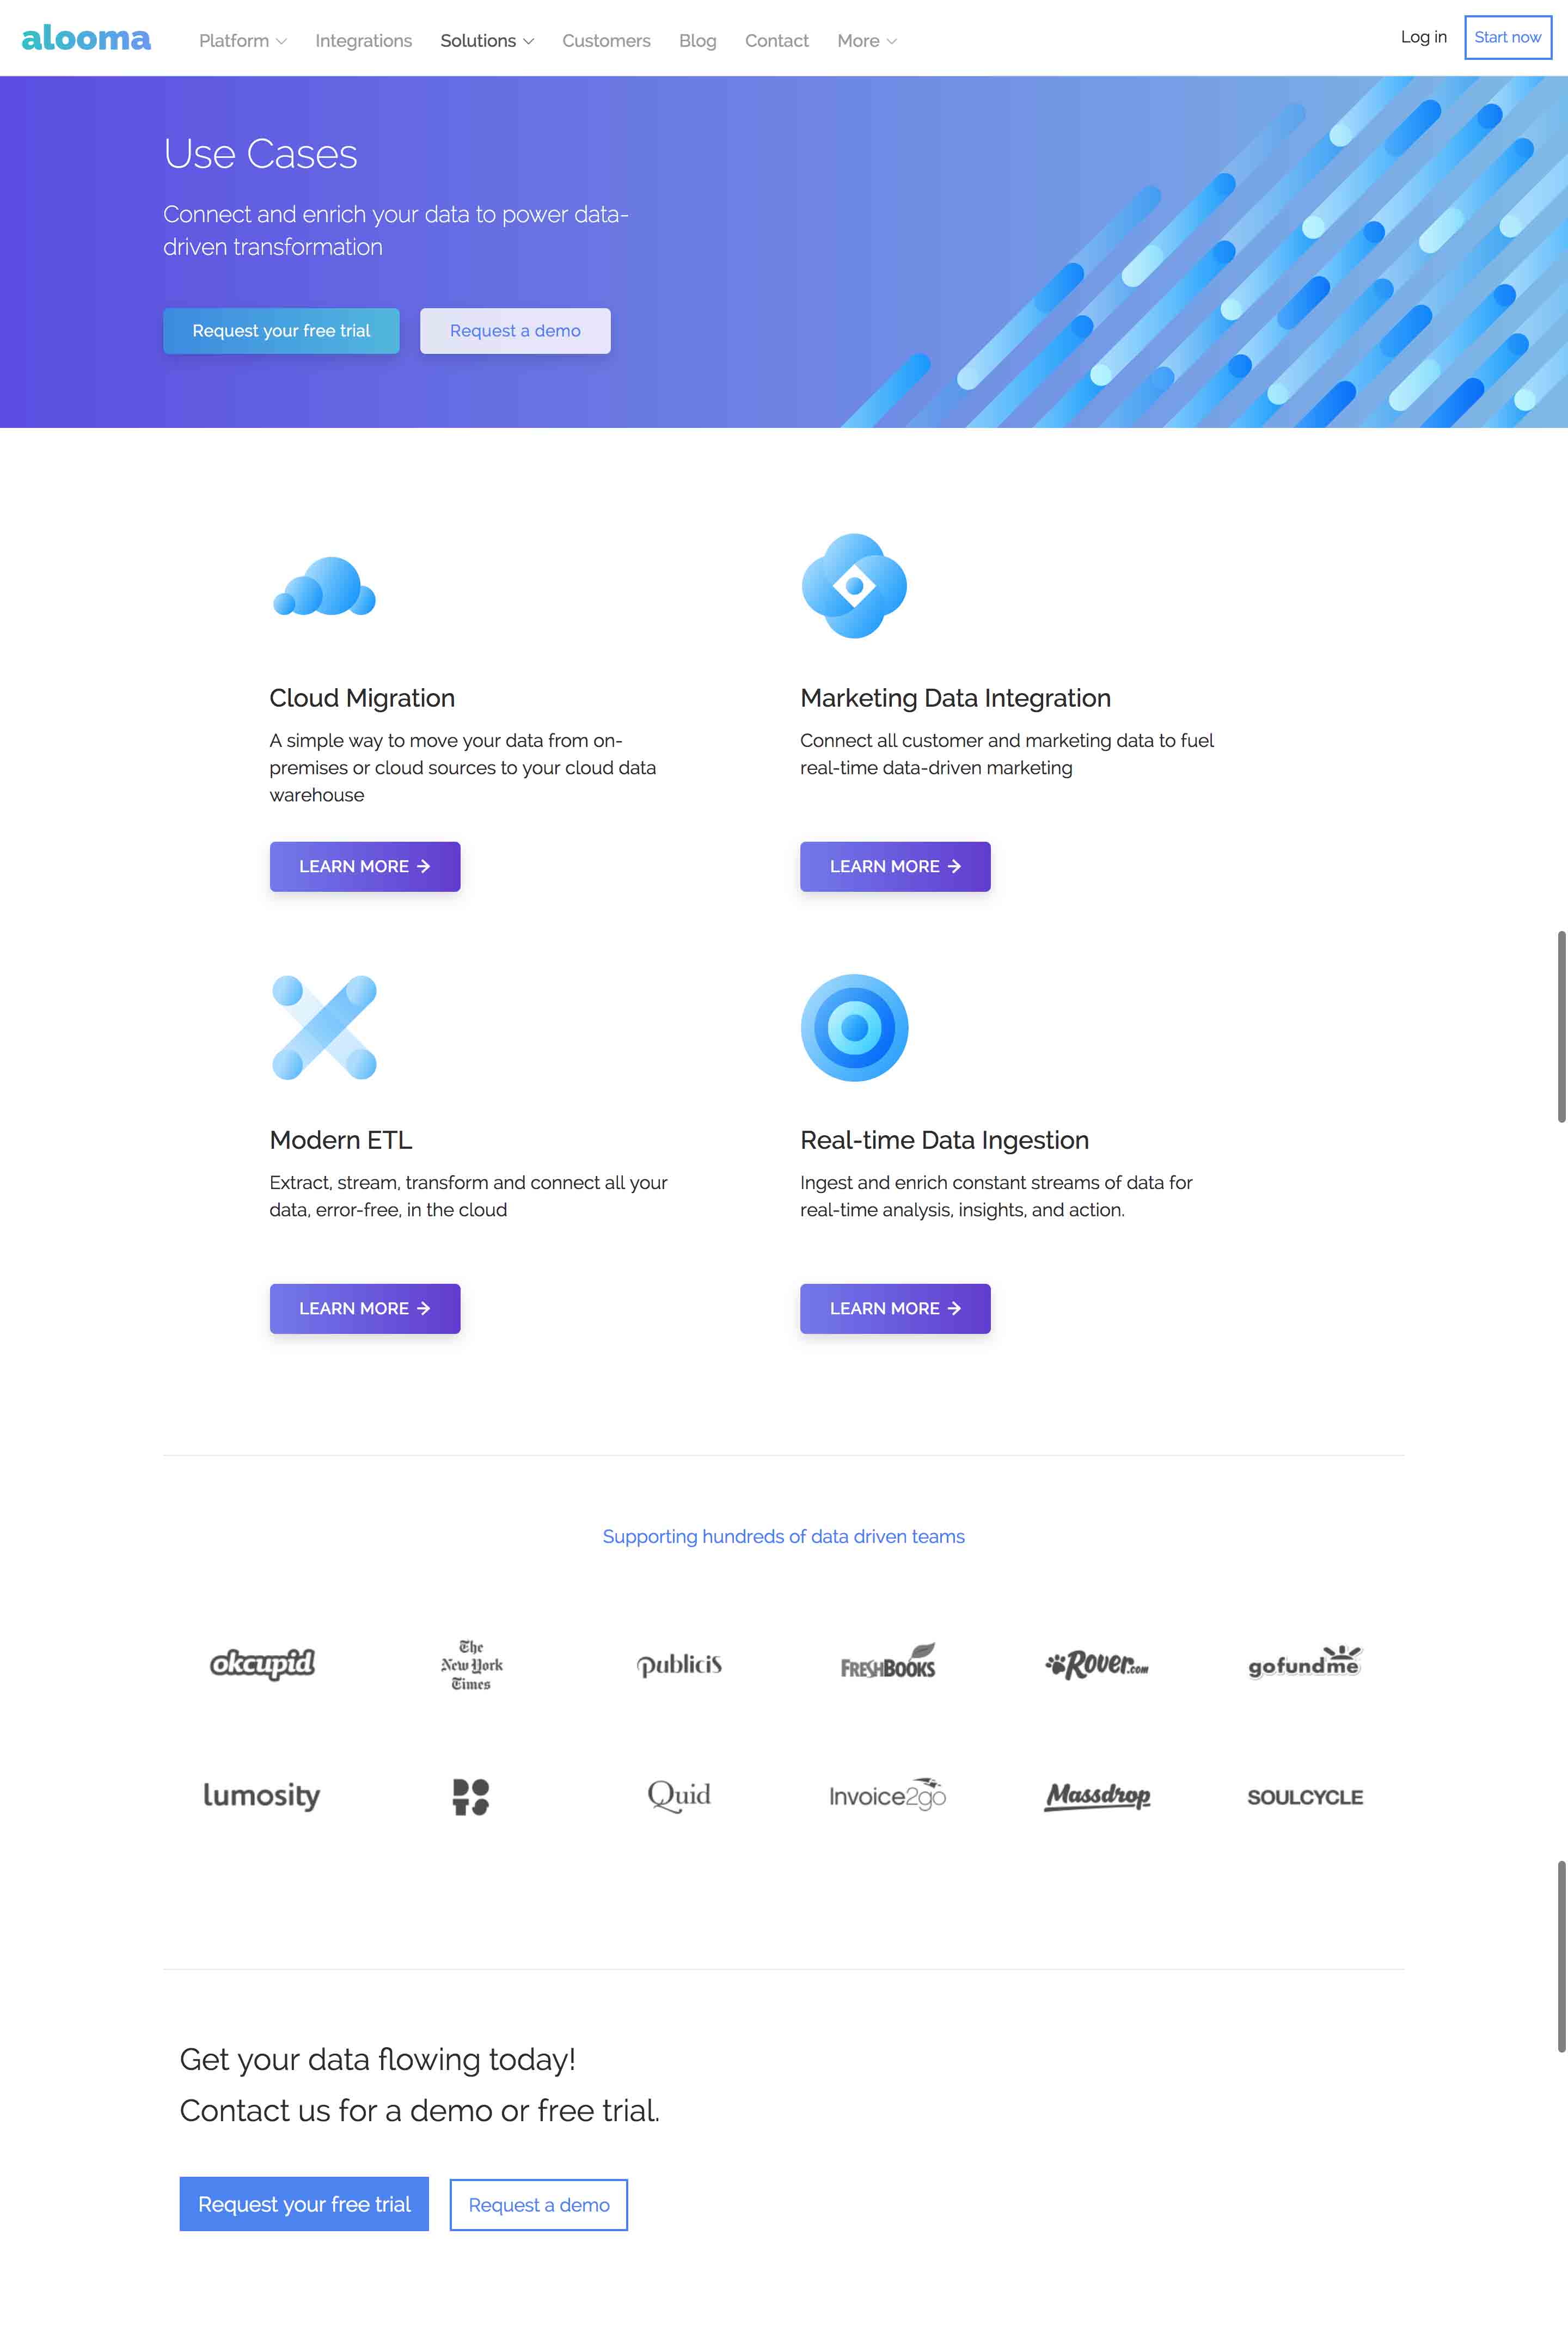 alooma Platform Integrations Solutions Customers Blog Contact More Log in Start now
Use Cases
Connect and enrich your data to power data-
driven transformation
Request your free trial Request a demo
Cloud Migration
A simple way to move your data from on-
premises or cloud sources to your cloud data
warehouse
LEARN MORE →
Marketing Data Integration
Connect all customer and marketing data to fuel
real-time data-driven marketing
LEARN MORE →
Modern ETL
Extract, stream, transform and connect all your
data, error-free, in the cloud
LEARN MORE →
Real-time Data Ingestion
Ingest and enrich constant streams of data for
real-time analysis, insights, and action.
LEARN MORE →
Supporting hundreds of data driven teams
okcupid
The
New York
Times
publicis
FRESHBOOKS
Rover.com
gofundme
lumosity
DO
TS
Quid
Invoice2go
Massdrop
SOULCYCLE
Get your data flowing today!
Contact us for a demo or free trial.
Request your free trial Request a demo